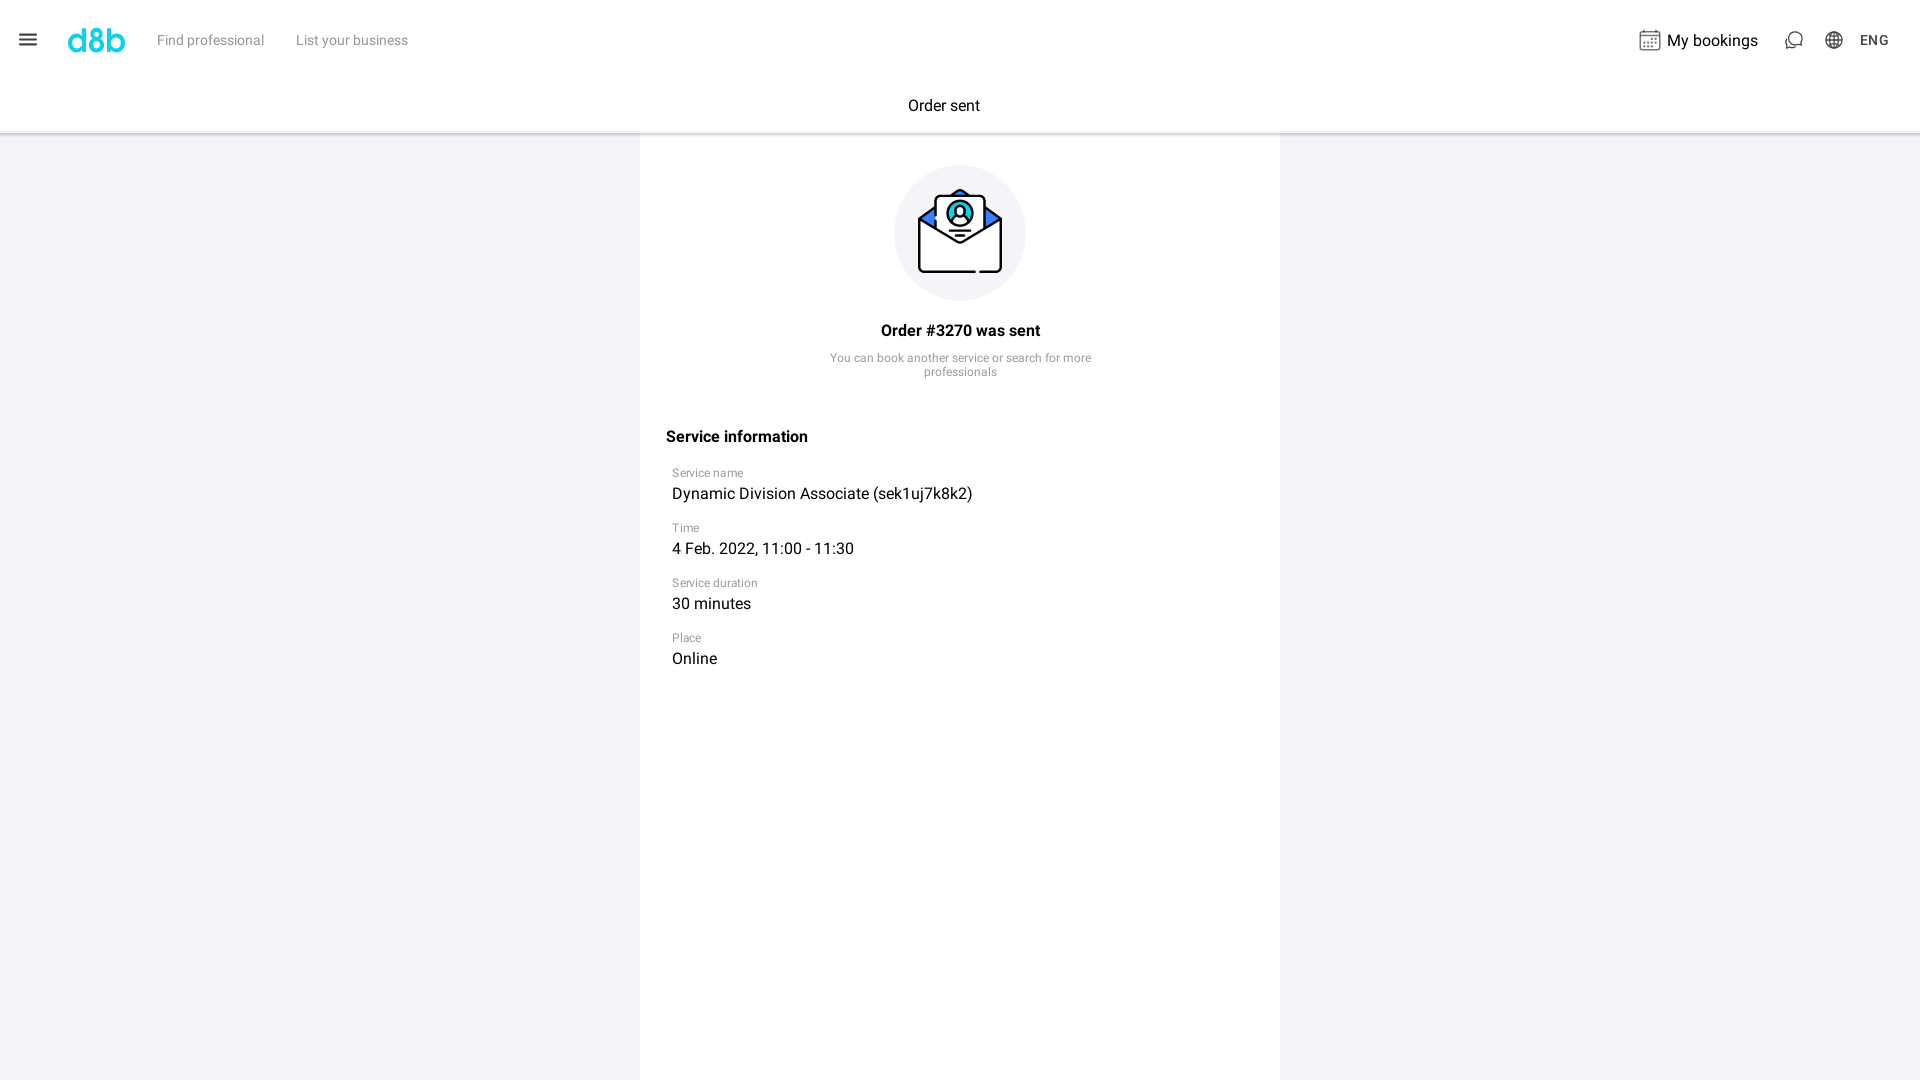 d8b
Find professional
List your business
My bookings
ENG
Order sent
Order #3270 was sent
You can book another service or search for more
professionals
Service information
Service name
Dynamic Division Associate (sek1uj7k8k2)
Time
4 Feb. 2022, 11:00 - 11:30
Service duration
30 minutes
Place
Online